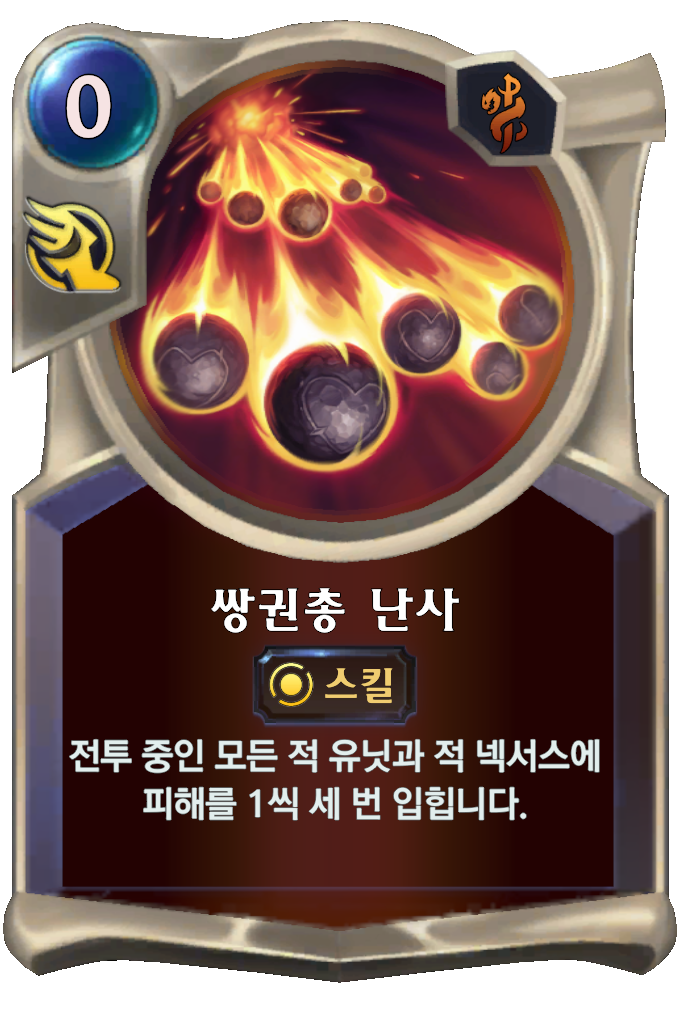 0
쌍권총 난사
스킬
전투 중인 모든 적 유닛과 적 넥서스에
피해를 1씩 세 번 입힙니다.